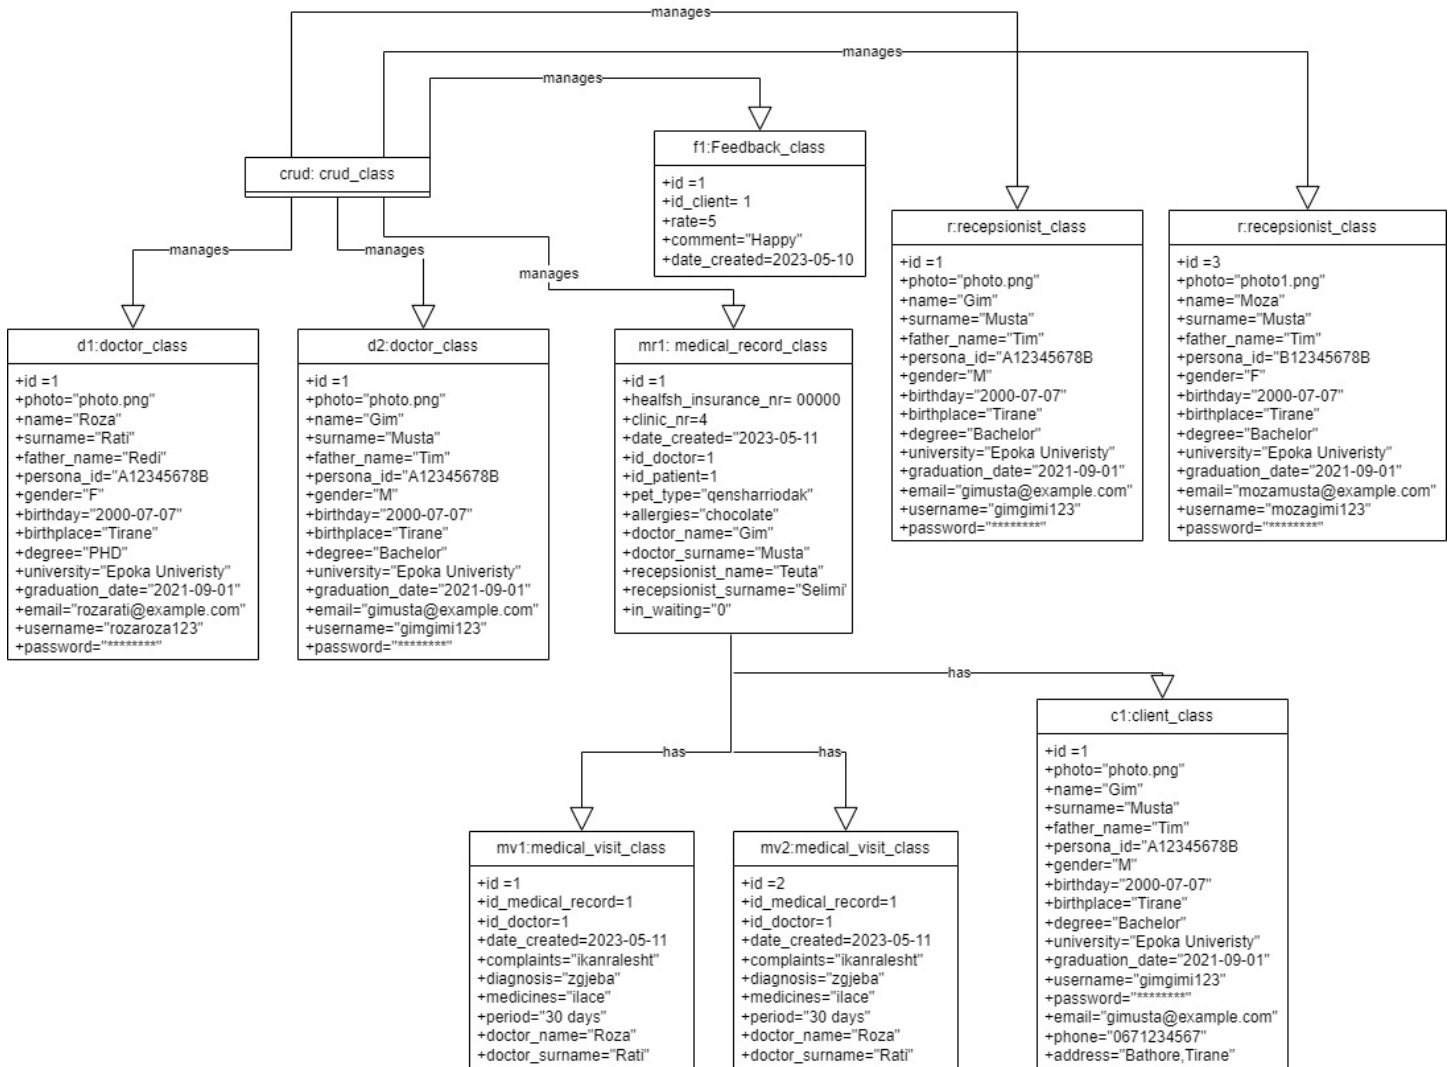 manages
manages
manages
f1:Feedback_class
+id =1
+id_client= 1
+rate=5
+comment="Happy"
+date_created=2023-05-10
crud: crud_class
r:recepsionist_class
+id =1
+photo="photo.png"
+name="Gim"
+surname="Musta"
+father_name="Tim"
+persona_id="A12345678B
+gender="M"
+birthday="2000-07-07"
+birthplace="Tirane"
+degree="Bachelor"
+university="Epoka Univeristy"
+graduation_date="2021-09-01"
+email="gimusta@example.com"
+username="gimgimi123"
+password="********"
r:recepsionist_class
+id =3
+photo="photo1.png"
+name="Moza"
+surname="Musta"
+father_name="Tim"
+persona_id="B12345678B
+gender="F"
+birthday="2000-07-07"
+birthplace="Tirane"
+degree="Bachelor"
+university="Epoka Univeristy"
+graduation_date="2021-09-01"
+email="mozamusta@example.com"
+username="mozagimi123"
+password="********"
manages
manages
manages
d1:doctor_class
+id =1
+photo="photo.png"
+name="Roza"
+surname="Rati"
+father_name="Redi"
+persona_id="A12345678B
+gender="F"
+birthday="2000-07-07"
+birthplace="Tirane"
+degree="PHD"
+university="Epoka Univeristy"
+graduation_date="2021-09-01"
+email="rozarati@example.com"
+username="rozaroza123"
+password="********"
d2:doctor_class
+id =1
+photo="photo.png"
+name="Gim"
+surname="Musta"
+father_name="Tim"
+persona_id="A12345678B
+gender="M"
+birthday="2000-07-07"
+birthplace="Tirane"
+degree="Bachelor"
+university="Epoka Univeristy"
+graduation_date="2021-09-01"
+email="gimusta@example.com"
+username="gimgimi123"
+password="********"
mr1: medical_record_class
+id =1
+healfsh_insurance_nr= 00000
+clinic_nr=4
+date_created="2023-05-11
+id_doctor=1
+id_patient=1
+pet_type="qensharriodak"
+allergies="chocolate"
+doctor_name="Gim"
+doctor_surname="Musta"
+recepsionist_name="Teuta"
+recepsionist_surname="Selimi"
+in_waiting="0"
has
has
has
c1:client_class
+id =1
+photo="photo.png"
+name="Gim"
+surname="Musta"
+father_name="Tim"
+persona_id="A12345678B
+gender="M"
+birthday="2000-07-07"
+birthplace="Tirane"
+degree="Bachelor"
+university="Epoka Univeristy"
+graduation_date="2021-09-01"
+username="gimgimi123"
+password="********"
+email="gimusta@example.com"
+phone="0671234567"
+address="Bathore,Tirane"
mv1:medical_visit_class
+id =1
+id_medical_record=1
+id_doctor=1
+date_created=2023-05-11
+complaints="ikanralesht"
+diagnosis="zgjeba"
+medicines="ilace"
+period="30 days"
+doctor_name="Roza"
+doctor_surname="Rati"
mv2:medical_visit_class
+id =2
+id_medical_record=1
+id_doctor=1
+date_created=2023-05-11
+complaints="ikanralesht"
+diagnosis="zgjeba"
+medicines="ilace"
+period="30 days"
+doctor_name="Roza"
+doctor_surname="Rati"